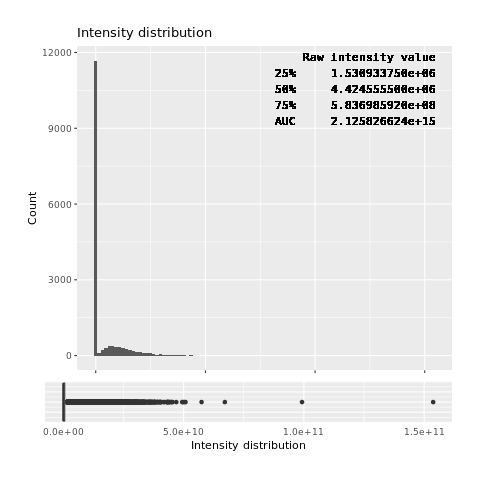 Intensity distribution
Raw intensity value
25% 1.530933750e+06
50% 4.424555500e+06
75% 5.836985920e+08
AUC 2.125826624e+15
Count
12000
9000
6000
3000
0
0.0e+00 5.0e+10 1.0e+11 1.5e+11
Intensity distribution